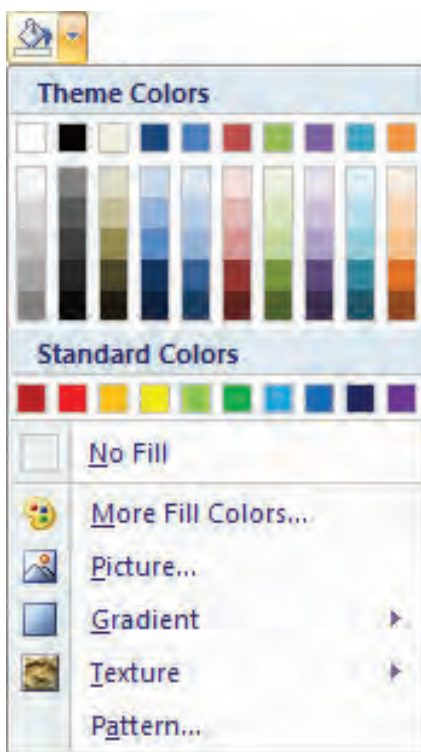 Theme Colors
Standard Colors
No Fill
More Fill Colors...
Picture...
Gradient
Texture
Pattern...